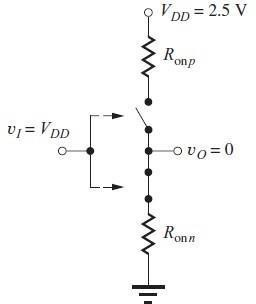 V_DD = 2.5 V
R_onp
v_I = V_DD
v_O = 0
R_onn